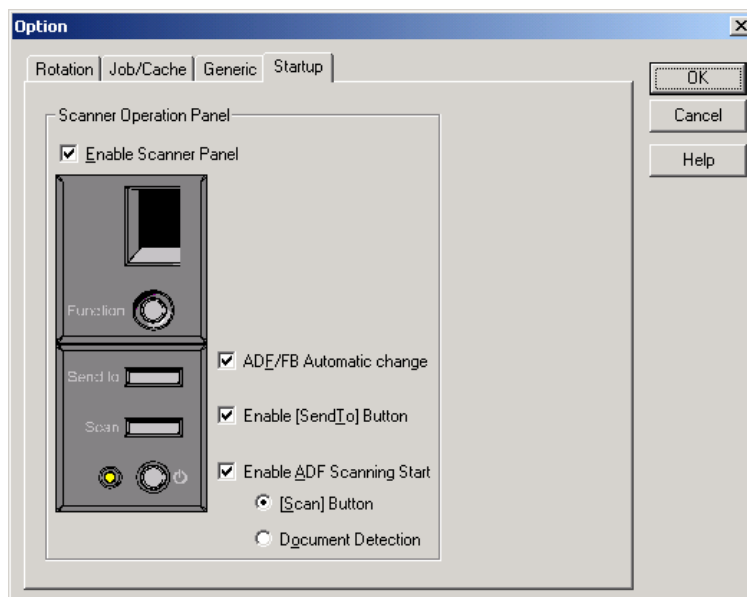 Option
Rotation Job/Cache Generic Startup
OK
Cancel
Help
Scanner Operation Panel
Enable Scanner Panel
Function
ADF/FB Automatic change
Send to
Enable [SendTo] Button
Scan
Enable ADF Scanning Start
[Scan] Button
Document Detection